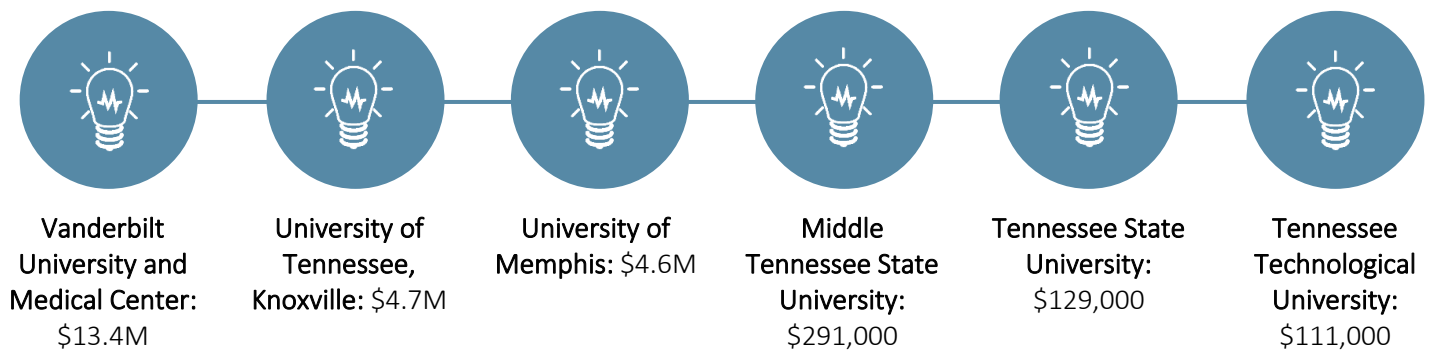 Vanderbilt
University and
Medical Center:
$13.4M
University of
Tennessee,
Knoxville: $4.7M
University of
Memphis: $4.6M
Middle
Tennessee State
University:
$291,000
Tennessee State
University:
$129,000
Tennessee
Technological
University:
$111,000